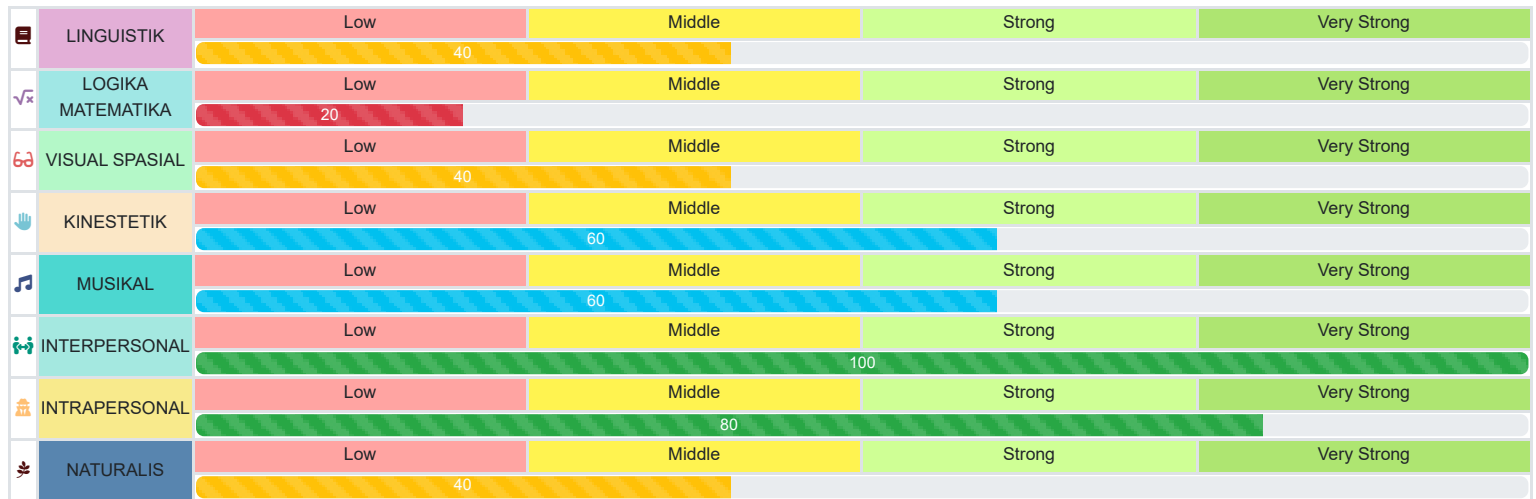 Low Middle Strong Very Strong
LINGUISTIK
40
LOGIKA
MATEMATIKA
Low Middle Strong Very Strong
20
VISUAL SPASIAL
Low Middle Strong Very Strong
40
KINESTETIK
Low Middle Strong Very Strong
60
MUSIKAL
Low Middle Strong Very Strong
60
INTERPERSONAL
Low Middle Strong Very Strong
100
INTRAPERSONAL
Low Middle Strong Very Strong
80
NATURALIS
Low Middle Strong Very Strong
40